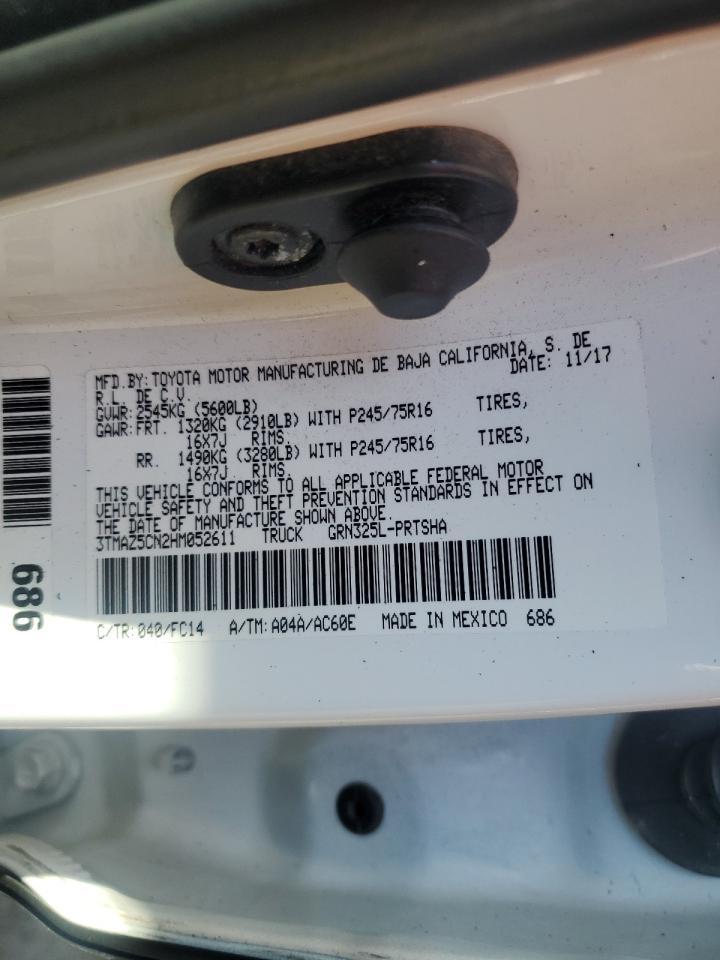 MFD.BY:TOYOTA MOTOR MANUFACTURING DE BAJA CALIFORNIA, S. DE
R.L. DE C.V. DATE: 11/17
GVWR:2545KG (5600LB)
GAWR:FRT. 1320KG (2910LB) WITH P245/75R16 TIRES,
16X7J RIMS.
RR. 1490KG (3280LB) WITH P245/75R16 TIRES,
16X7J RIMS.
THIS VEHICLE CONFORMS TO ALL APPLICABLE FEDERAL MOTOR
VEHICLE SAFETY AND THEFT PREVENTION STANDARDS IN EFFECT ON
THE DATE OF MANUFACTURE SHOWN ABOVE.
3TMAZ5CN2HM052611 TRUCK GRN325L-PRTSHA
C/TR:040/FC14 A/TM:A04A/AC60E MADE IN MEXICO 686
686